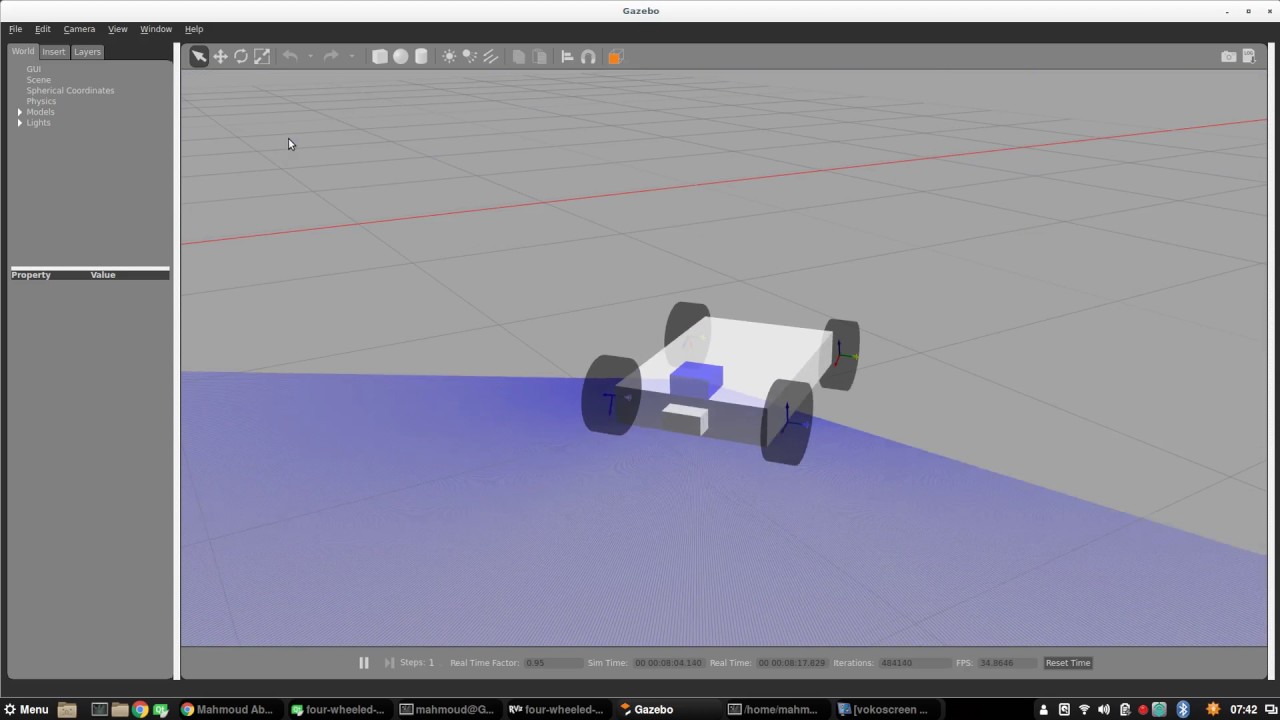 Gazebo
File Edit Camera View Window Help
World Insert Layers
GUI
Scene
Spherical Coordinates
Physics
Models
Lights
Property Value
Steps: 1 Real Time Factor: 0.95 Sim Time: 00 00:08:04.140 Real Time: 00 00:08:17.829 Iterations: 484140 FPS: 34.8646 Reset Time
Menu Mahmoud Ab... four-wheeled-... mahmoud@G... RViz four-wheeled-... Gazebo /home/mahm... [vokoscreen ... 07:42